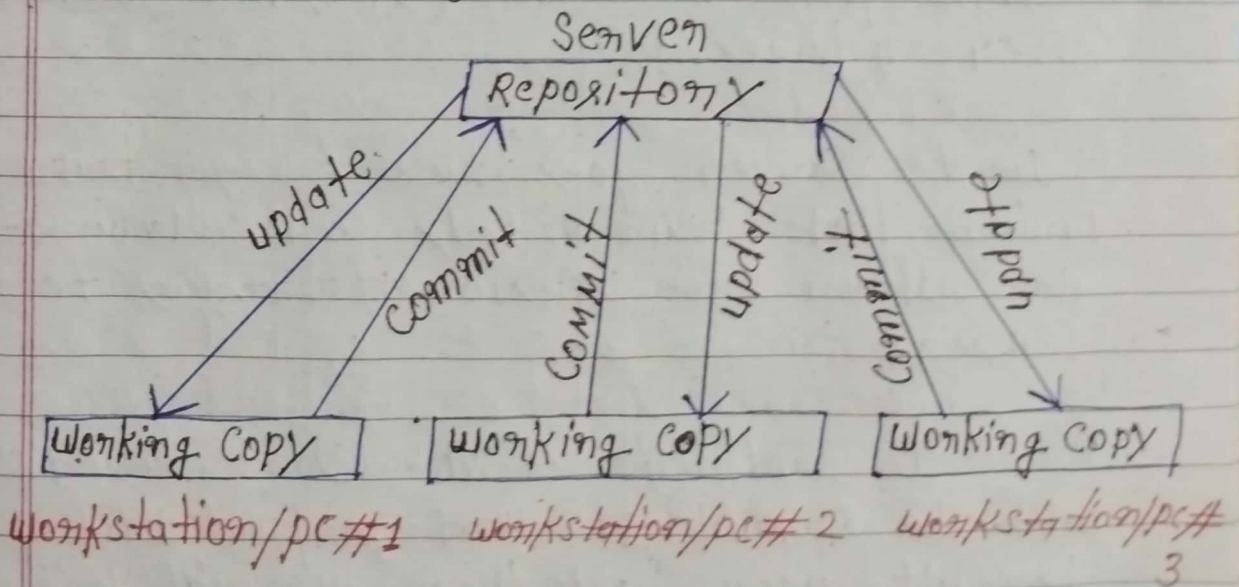 Server
Repository
update
commit
commit
update
commit
update
working copy
working copy
working copy
workstation/pc#1
workstation/pc#2
workstation/pc#
3